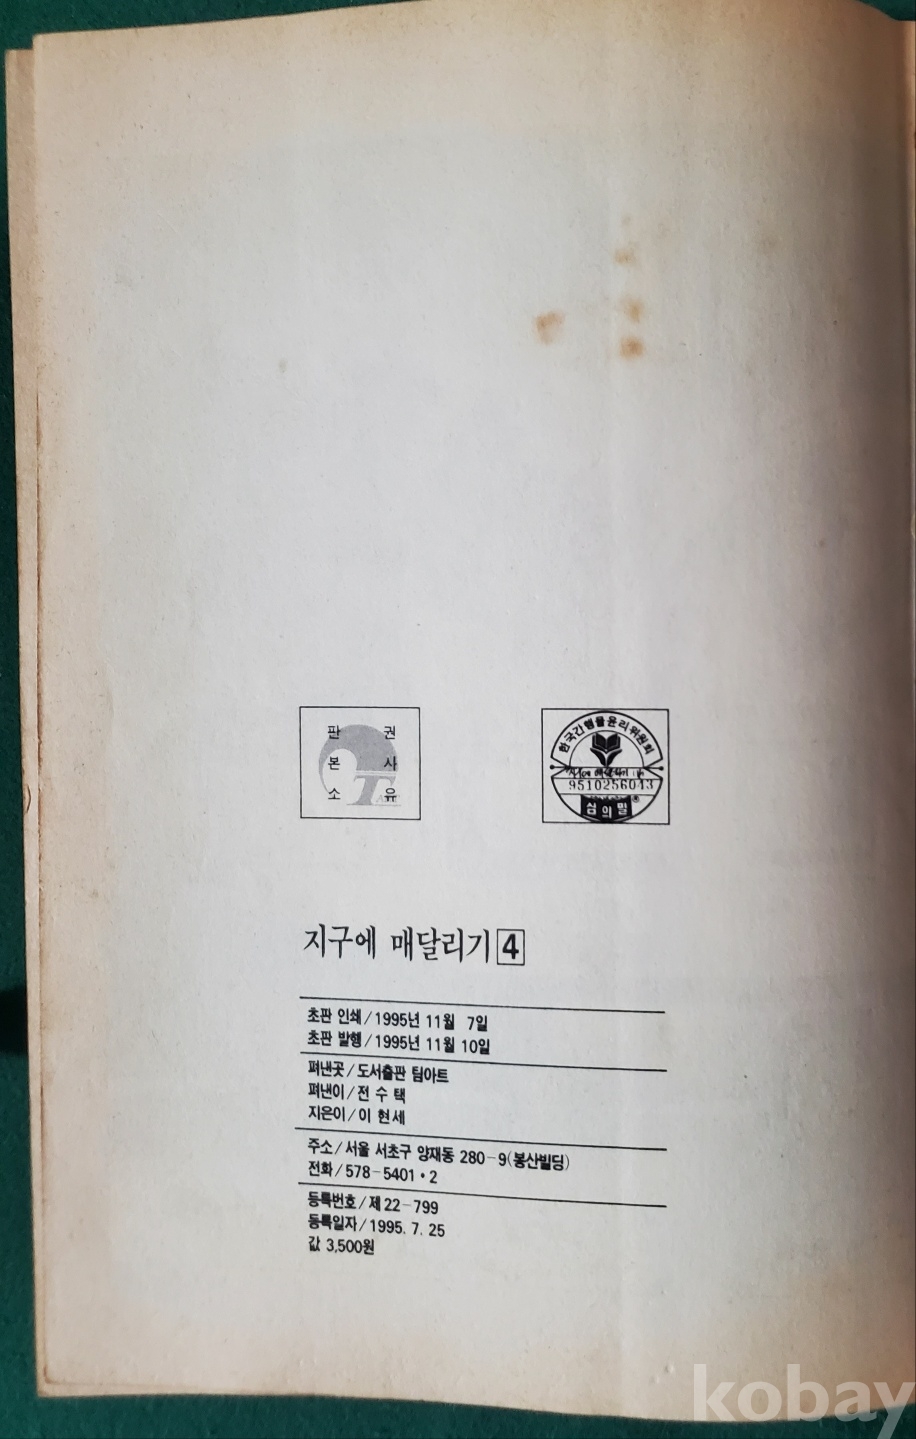 판 권
본 사
소 유
한국간행물윤리위원회
9510256043
심의필
지구에 매달리기 4
초판 인쇄/1995년 11월 7일
초판 발행/1995년 11월 10일
펴낸곳/도서출판 팀아트
펴낸이/전 수 택
지은이/이 현 세
주소/서울 서초구 양재동 280-9(봉산빌딩)
전화/578-5401·2
등록번호/제22-799
등록일자/1995. 7. 25
값 3,500원
kobay